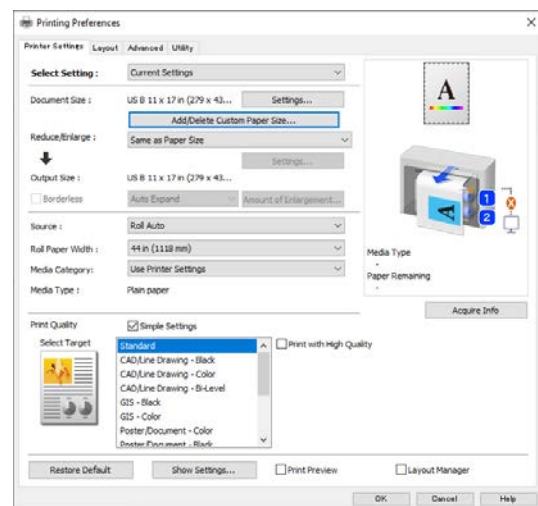 Printing Preferences
Printer Settings Layout Advanced Utility
Select Setting : Current Settings
Document Size : US B 11 x 17 in (279 x 43... Settings...
Add/Delete Custom Paper Size...
Reduce/Enlarge : Same as Paper Size
Settings...
Output Size : US B 11 x 17 in (279 x 43...
Borderless Auto Expand Amount of Enlargement...
Source : Roll Auto
Roll Paper Width : 44 in (1118 mm)
Media Category: Use Printer Settings
Media Type : Plain paper
A
A
1
2
Media Type
-
Paper Remaining
-
Acquire Info
Print Quality Simple Settings
Select Target
Standard
CAD/Line Drawing - Black
CAD/Line Drawing - Color
CAD/Line Drawing - Bi-Level
GIS - Black
GIS - Color
Poster/Document - Color
Poster/Document - Black
Print with High Quality
Restore Default Show Settings... Print Preview Layout Manager
OK Cancel Help